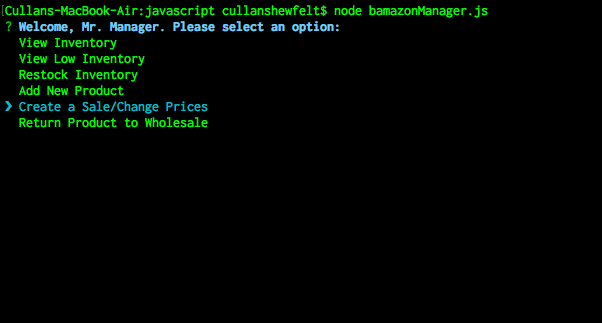 [Cullans-MacBook-Air:javascript cullanshewfelt$ node bamazonManager.js
? Welcome, Mr. Manager. Please select an option:
View Inventory
View Low Inventory
Restock Inventory
Add New Product
❯ Create a Sale/Change Prices
Return Product to Wholesale